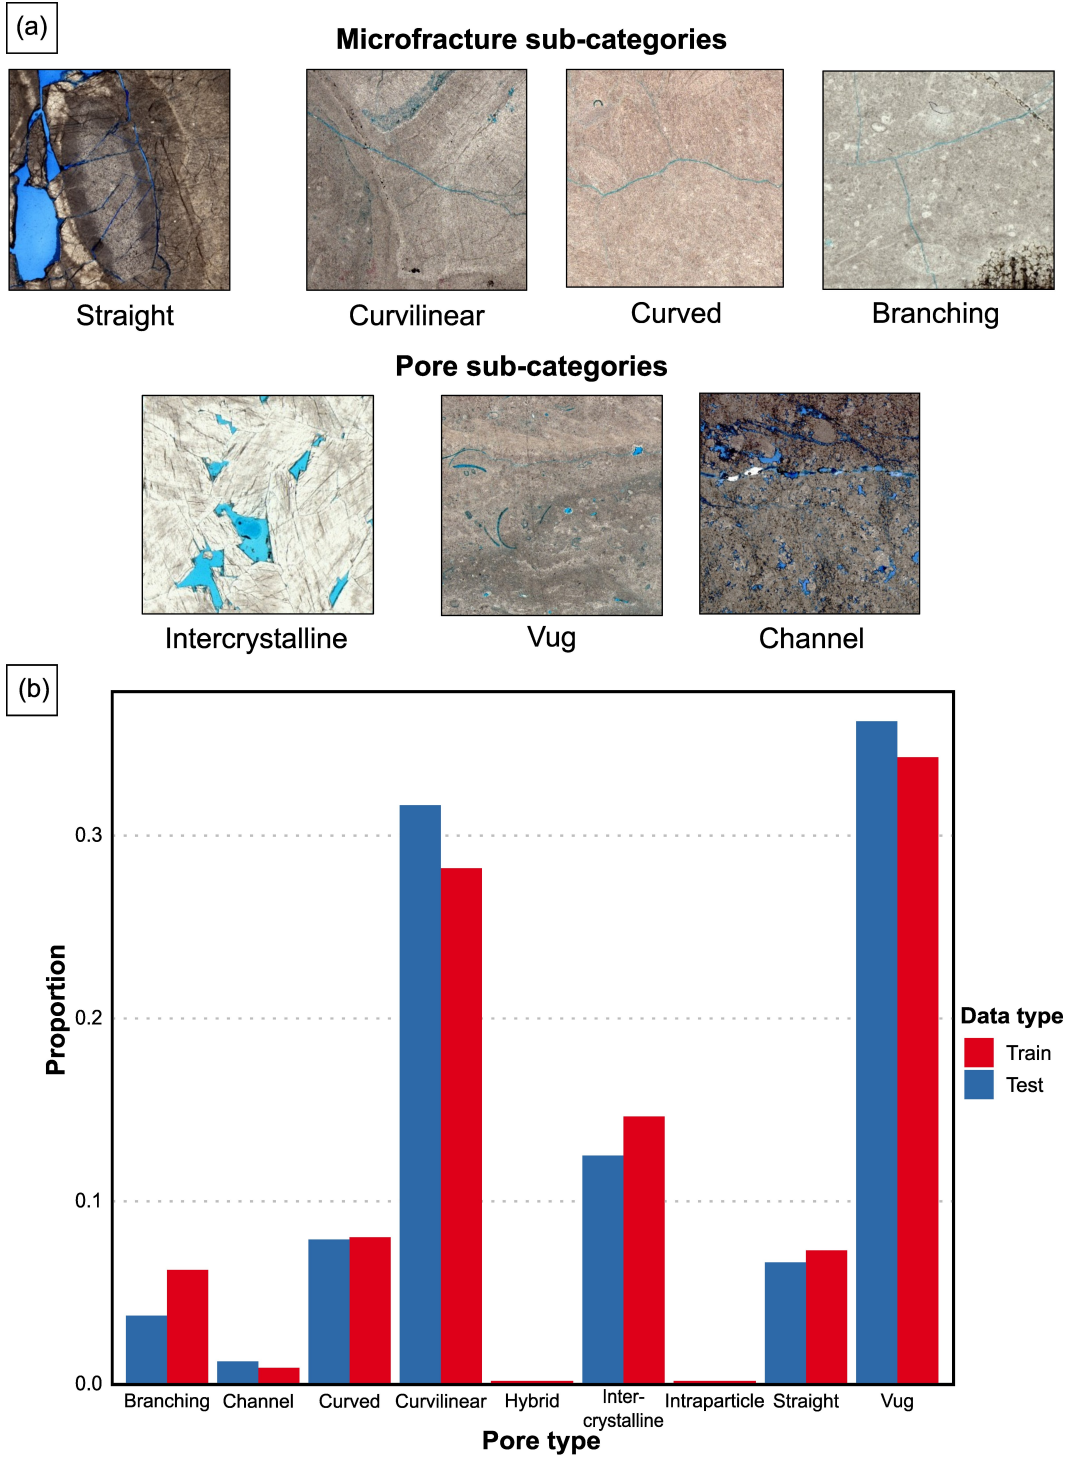 (a)
Microfracture sub-categories
Straight
Curvilinear
Curved
Branching
Pore sub-categories
Intercrystalline
Vug
Channel
(b)
Proportion
0.3
0.2
0.1
0.0
Branching
Channel
Curved
Curvilinear
Hybrid
Inter-
crystalline
Intraparticle
Straight
Vug
Pore type
Data type
Train
Test